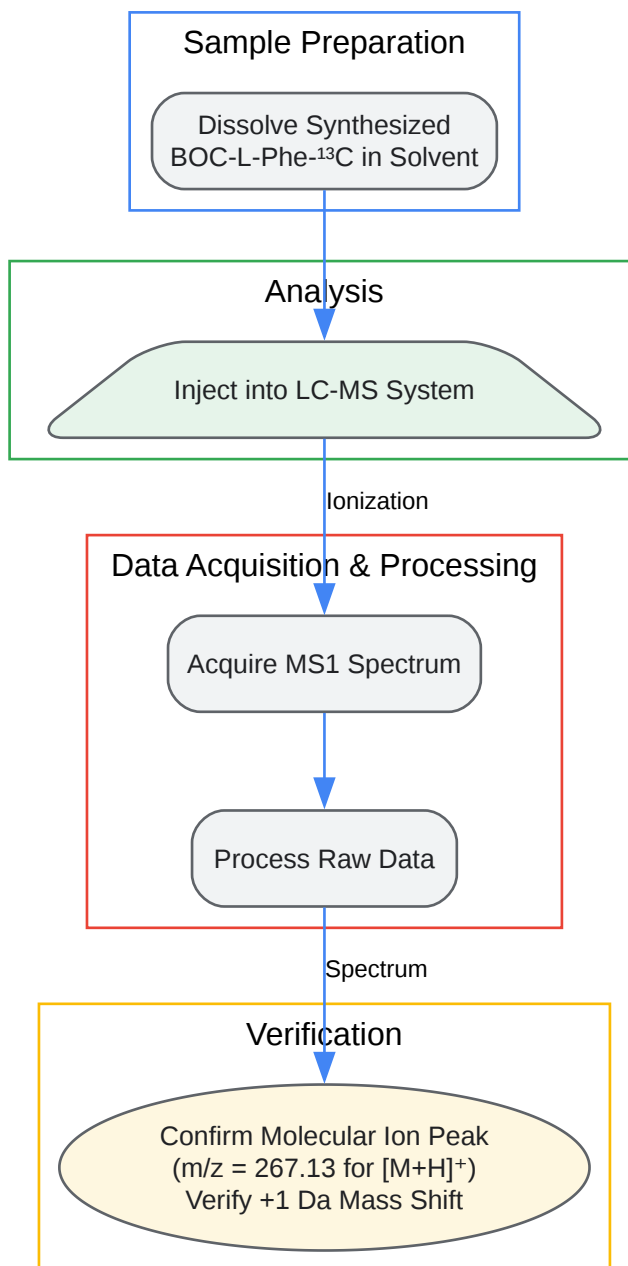 Sample Preparation
Dissolve Synthesized
BOC-L-Phe-¹³C in Solvent
Analysis
Inject into LC-MS System
Ionization
Data Acquisition & Processing
Acquire MS1 Spectrum
Process Raw Data
Spectrum
Verification
Confirm Molecular Ion Peak
(m/z = 267.13 for [M+H]⁺)
Verify +1 Da Mass Shift